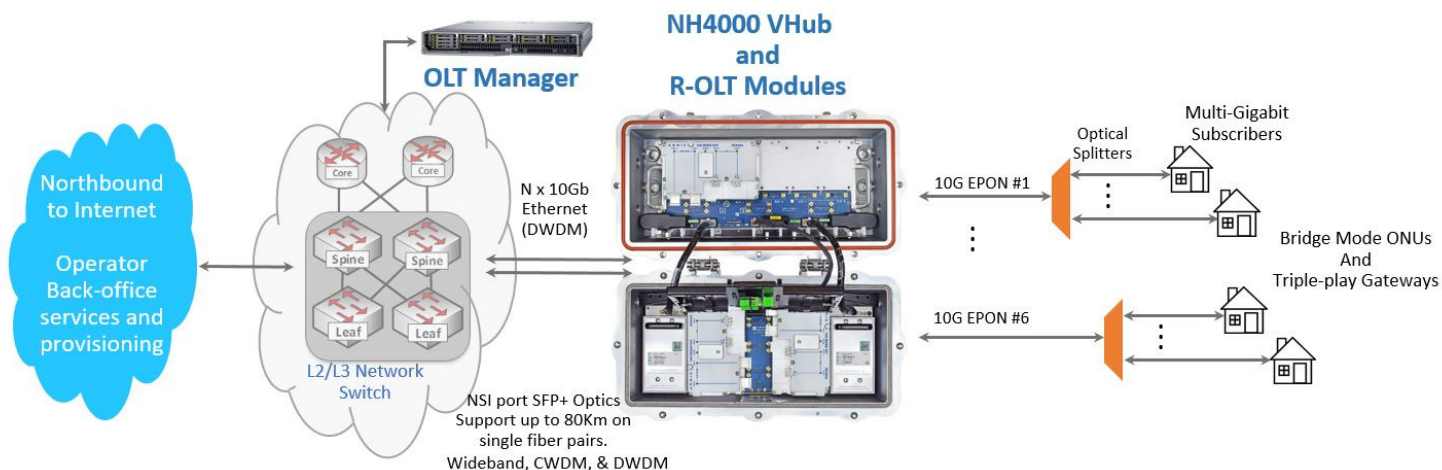 Northbound
to Internet
Operator
Back-office
services and
provisioning
OLT Manager
Core
Core
Spine
Spine
Leaf
Leaf
L2/L3 Network
Switch
N x 10Gb
Ethernet
(DWDM)
NSI port SFP+ Optics
Support up to 80Km on
single fiber pairs.
Wideband, CWDM, & DWDM
NH4000 VHub
and
R-OLT Modules
10G EPON #1
10G EPON #6
Optical
Splitters
Multi-Gigabit
Subscribers
Bridge Mode ONUs
And
Triple-play Gateways